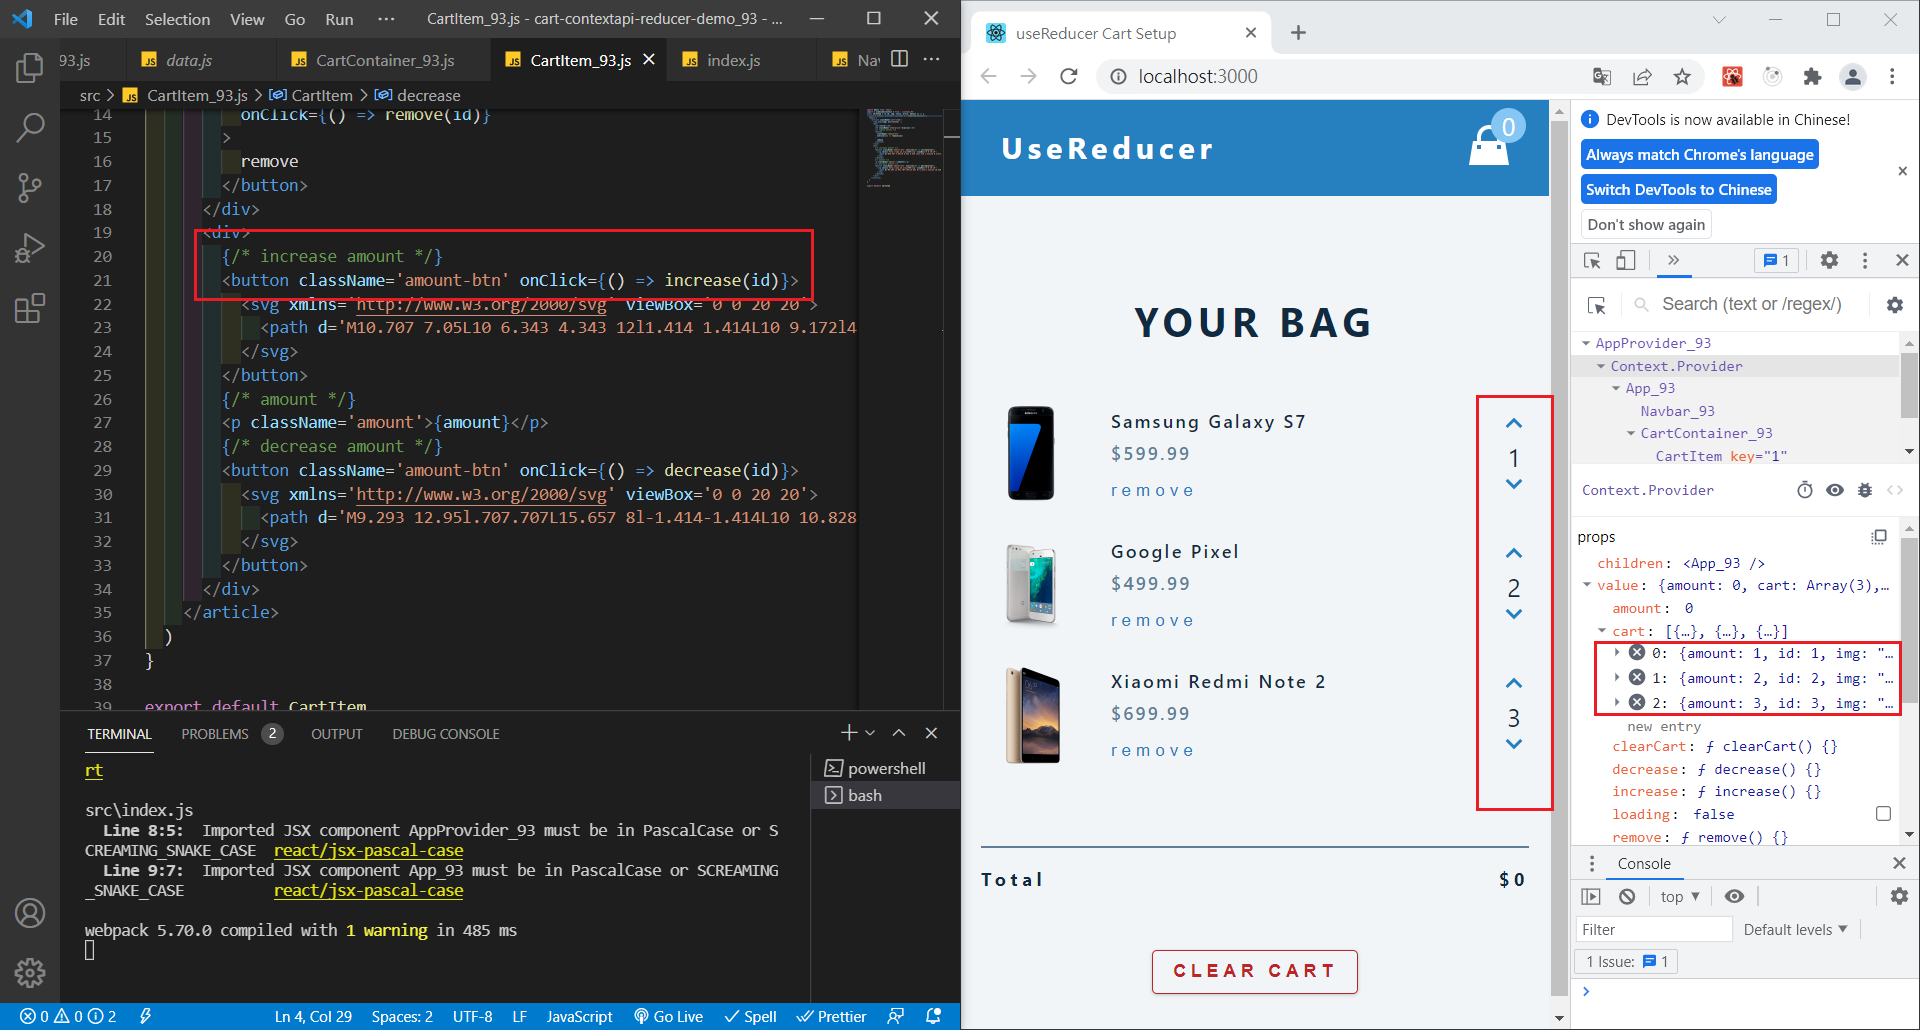 File Edit Selection View Go Run ··· CartItem_93.js - cart-contextapi-reducer-demo_93 - ...
93.js JS data.js JS CartContainer_93.js JS CartItem_93.js JS index.js JS Na
src > JS CartItem_93.js > CartItem > decrease
14 onClick={() => remove(id)}
15 >
16 remove
17 </button>
18 </div>
19 <div>
20 {/* increase amount */}
21 <button className='amount-btn' onClick={() => increase(id)}>
22 <svg xmlns='http://www.w3.org/2000/svg' viewBox='0 0 20 20'>
23 <path d='M10.707 7.05L10 6.343 4.343 12l1.414 1.414L10 9.172l4
24 </svg>
25 </button>
26 {/* amount */}
27 <p className='amount'>{amount}</p>
28 {/* decrease amount */}
29 <button className='amount-btn' onClick={() => decrease(id)}>
30 <svg xmlns='http://www.w3.org/2000/svg' viewBox='0 0 20 20'>
31 <path d='M9.293 12.95l.707.707L15.657 8l-1.414-1.414L10 10.828
32 </svg>
33 </button>
34 </div>
35 </article>
36 )
37 }
38
39 export default CartItem
TERMINAL PROBLEMS 2 OUTPUT DEBUG CONSOLE
rt
src\index.js
Line 8:5: Imported JSX component AppProvider_93 must be in PascalCase or S
CREAMING_SNAKE_CASE react/jsx-pascal-case
Line 9:7: Imported JSX component App_93 must be in PascalCase or SCREAMING
_SNAKE_CASE react/jsx-pascal-case
webpack 5.70.0 compiled with 1 warning in 485 ms
powershell
bash
0 0 2 Ln 4, Col 29 Spaces: 2 UTF-8 LF JavaScript Go Live Spell Prettier
useReducer Cart Setup
localhost:3000
UseReducer 0
YOUR BAG
Samsung Galaxy S7
$599.99 1
remove
Google Pixel
$499.99 2
remove
Xiaomi Redmi Note 2
$699.99 3
remove
Total $0
CLEAR CART
DevTools is now available in Chinese!
Always match Chrome's language
Switch DevTools to Chinese
Don't show again
1
Search (text or /regex/)
AppProvider_93
Context.Provider
App_93
Navbar_93
CartContainer_93
CartItem key="1"
Context.Provider
props
children: <App_93 />
value: {amount: 0, cart: Array(3),…
amount: 0
cart: [{…}, {…}, {…}]
0: {amount: 1, id: 1, img: "…
1: {amount: 2, id: 2, img: "…
2: {amount: 3, id: 3, img: "…
new entry
clearCart: ƒ clearCart() {}
decrease: ƒ decrease() {}
increase: ƒ increase() {}
loading: false
remove: ƒ remove() {}
Console
top ▼
Filter Default levels ▼
1 Issue: 1